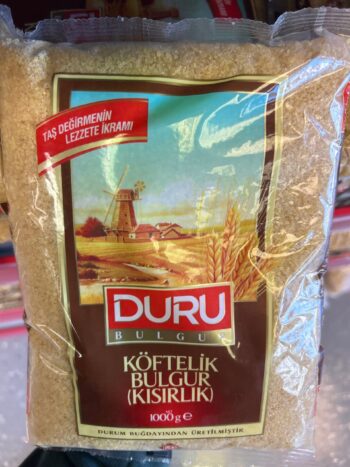 TAŞ DEĞİRMENİN
LEZZETE İKRAMI
DURU
BULGUR
KÖFTELİK
BULGUR
(KISIRLIK)
1000 g e
DURUM BUĞDAYINDAN ÜRETİLMİŞTİR